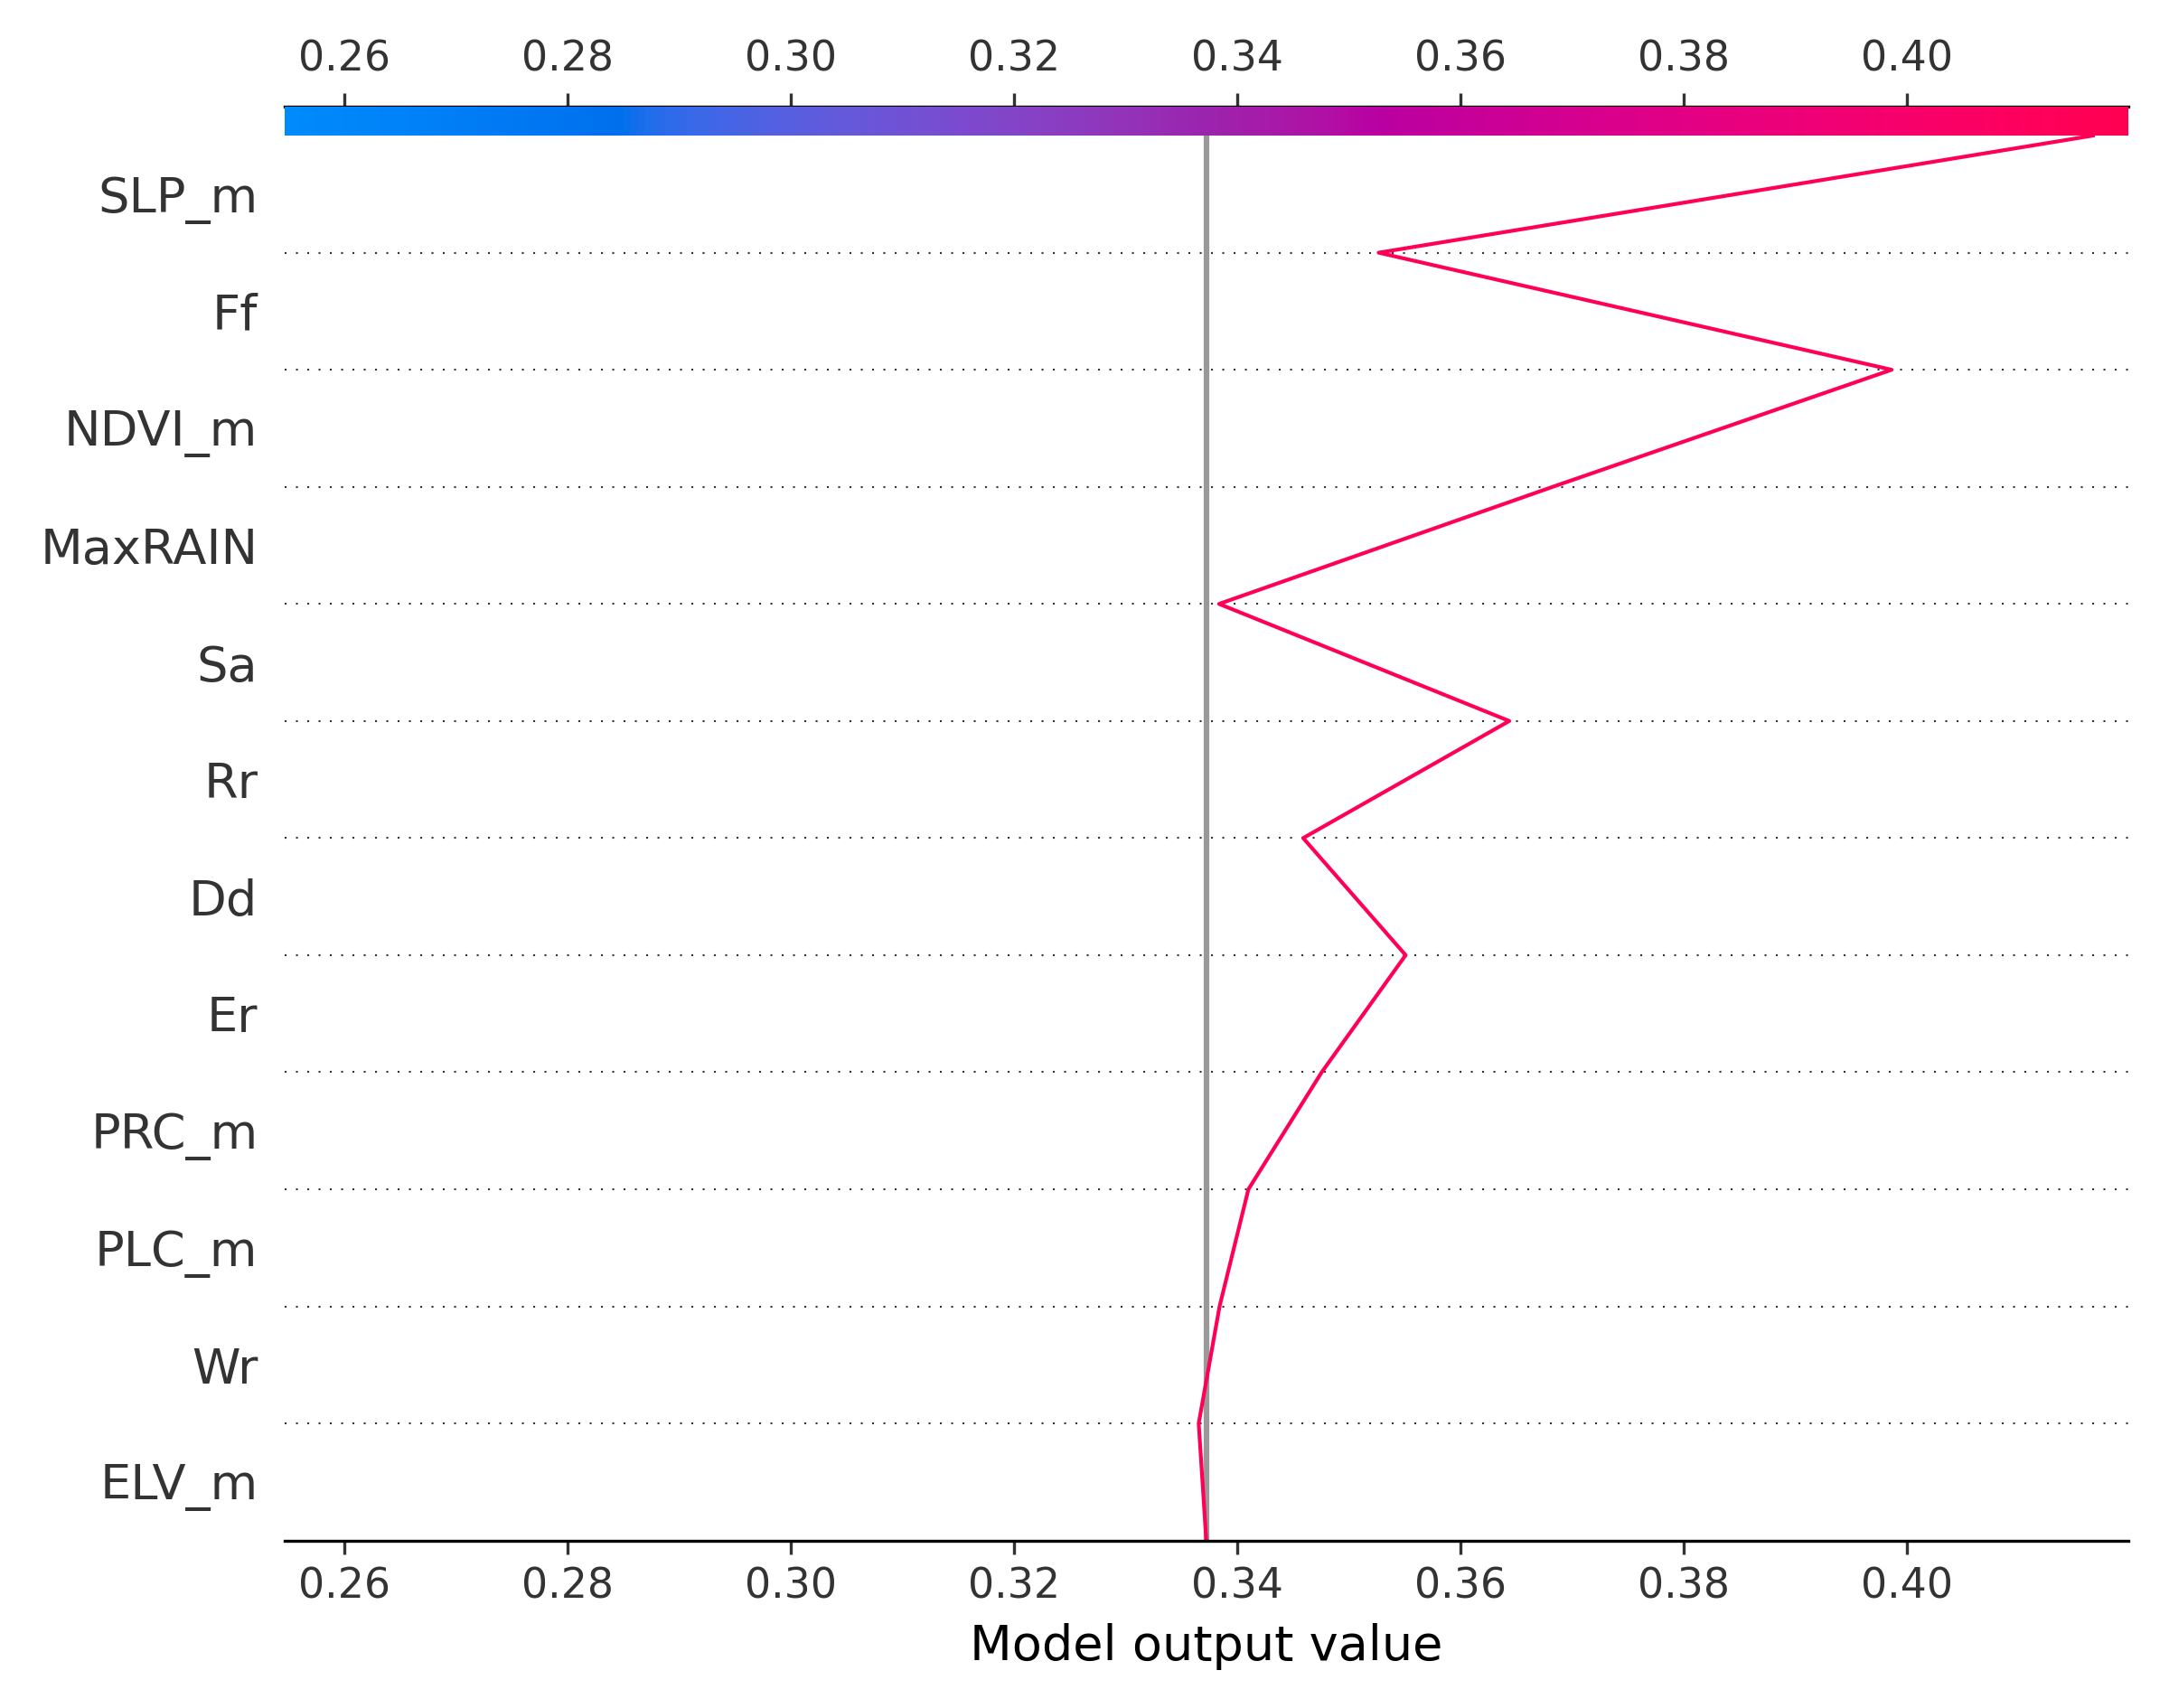 0.26 0.28 0.30 0.32 0.34 0.36 0.38 0.40
SLP_m
Ff
NDVI_m
MaxRAIN
Sa
Rr
Dd
Er
PRC_m
PLC_m
Wr
ELV_m
0.26 0.28 0.30 0.32 0.34 0.36 0.38 0.40
Model output value